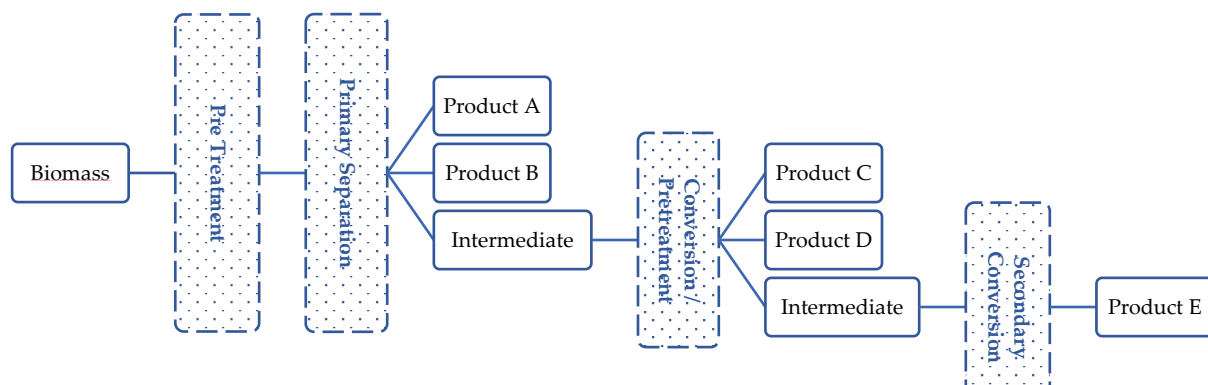 Biomass
Pre Treatment
Primary Separation
Product A
Product B
Intermediate
Conversion /
Pretreatment
Product C
Product D
Intermediate
Secondary
Conversion
Product E